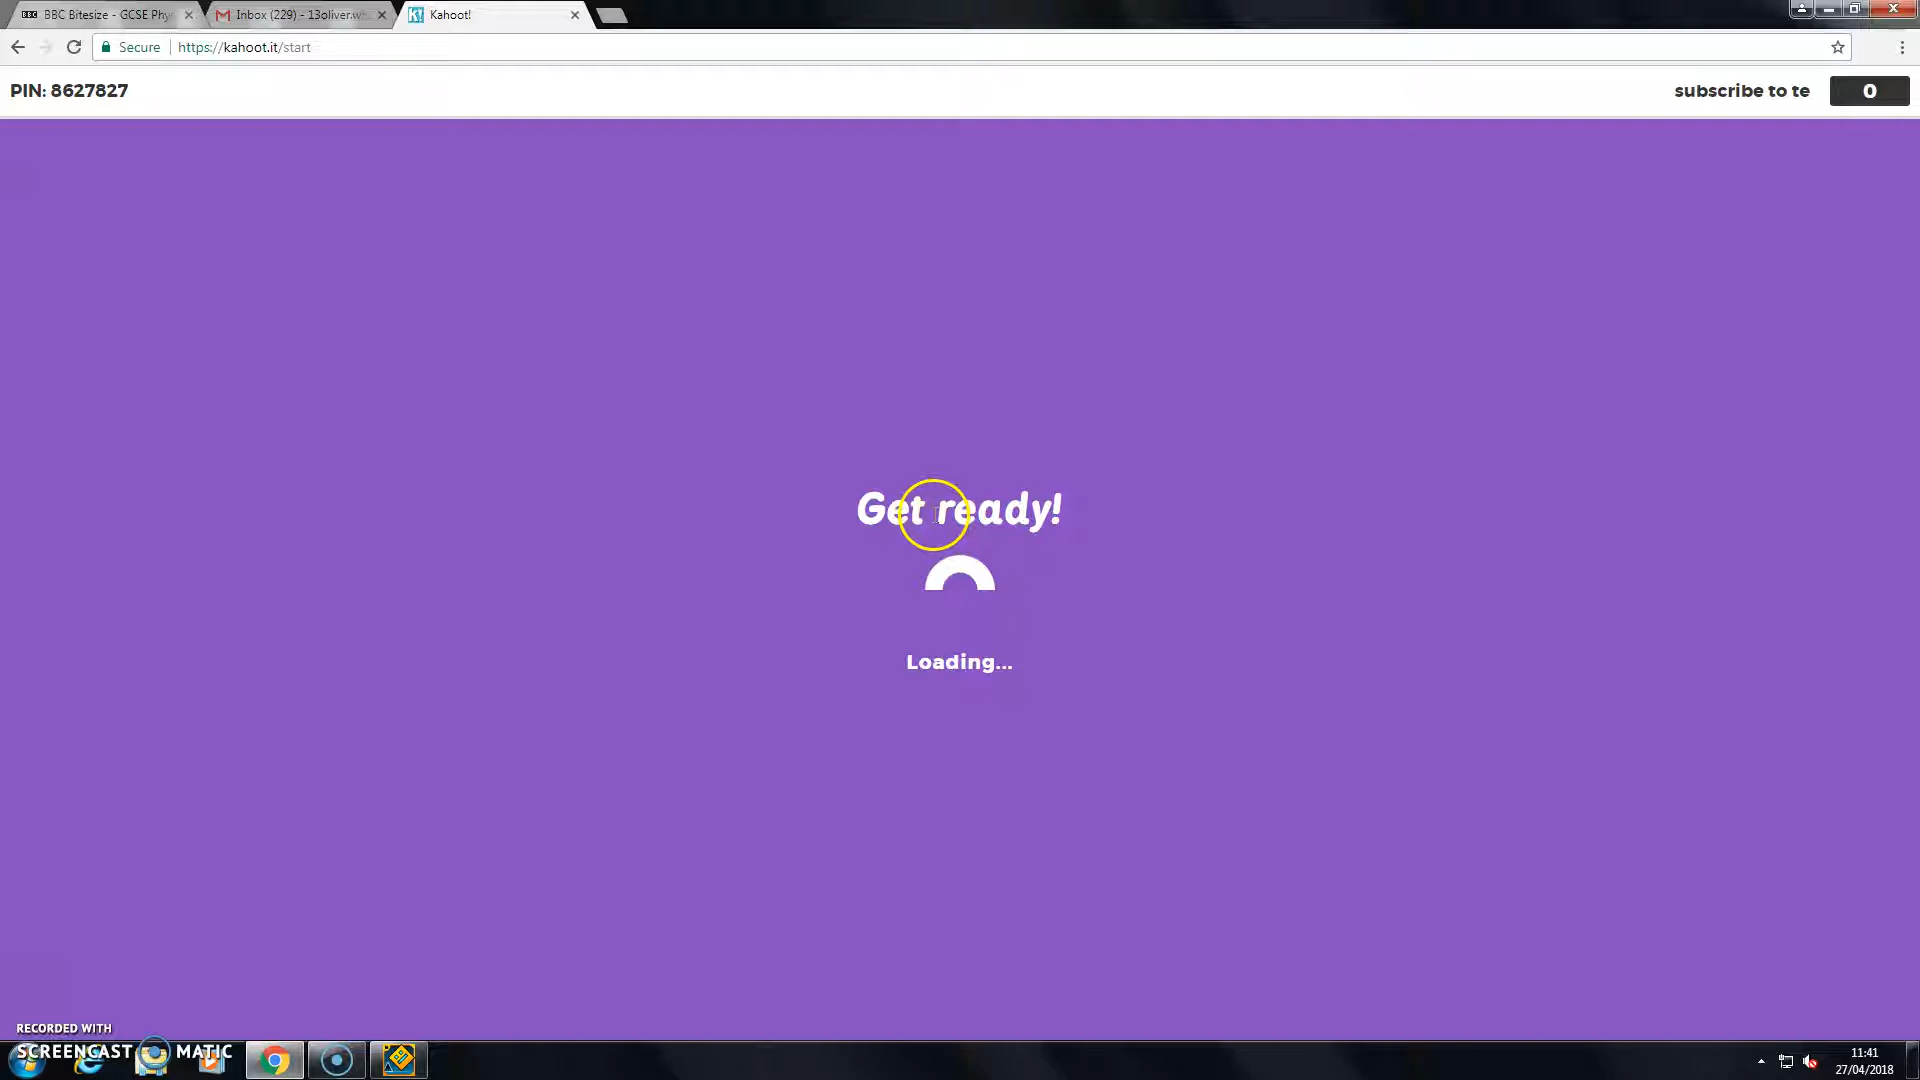 BBC BBC Bitesize - GCSE Phy
Inbox (229) - 13oliver.w
K! Kahoot!
Secure https://kahoot.it/start
PIN: 8627827
subscribe to te 0
Get ready!
Loading...
RECORDED WITH
SCREENCAST MATIC
11:41
27/04/2018